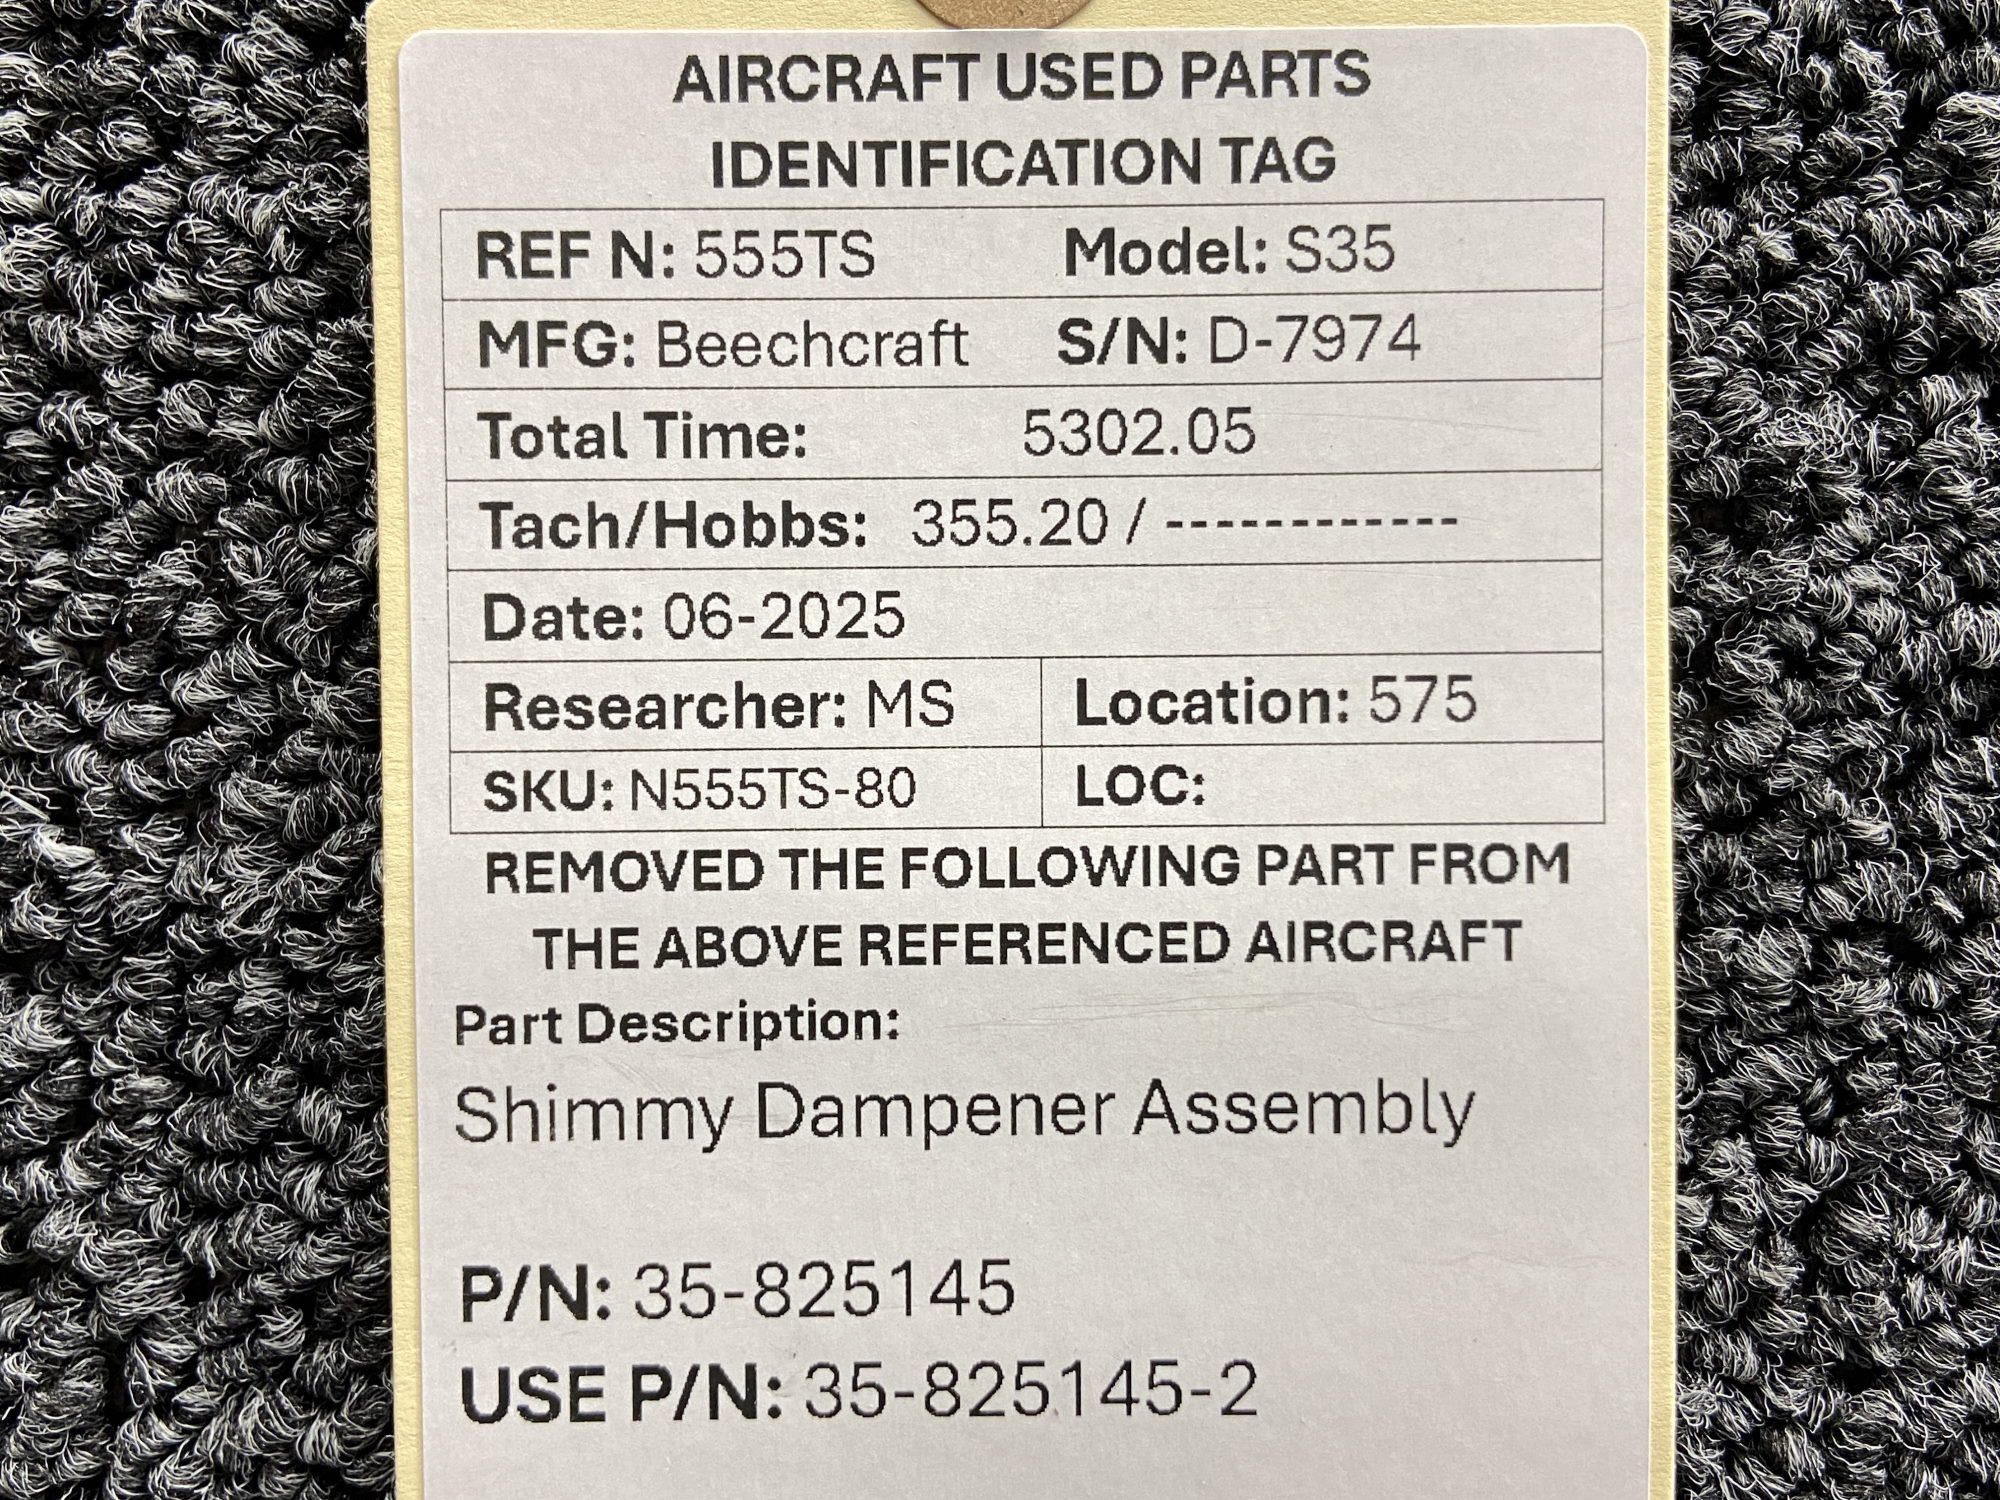 AIRCRAFT USED PARTS
IDENTIFICATION TAG
REF N: 555TS Model: S35
MFG: Beechcraft S/N: D-7974
Total Time: 5302.05
Tach/Hobbs: 355.20 / ------------
Date: 06-2025
Researcher: MS Location: 575
SKU: N555TS-80 LOC:
REMOVED THE FOLLOWING PART FROM
THE ABOVE REFERENCED AIRCRAFT
Part Description:
Shimmy Dampener Assembly
P/N: 35-825145
USE P/N: 35-825145-2